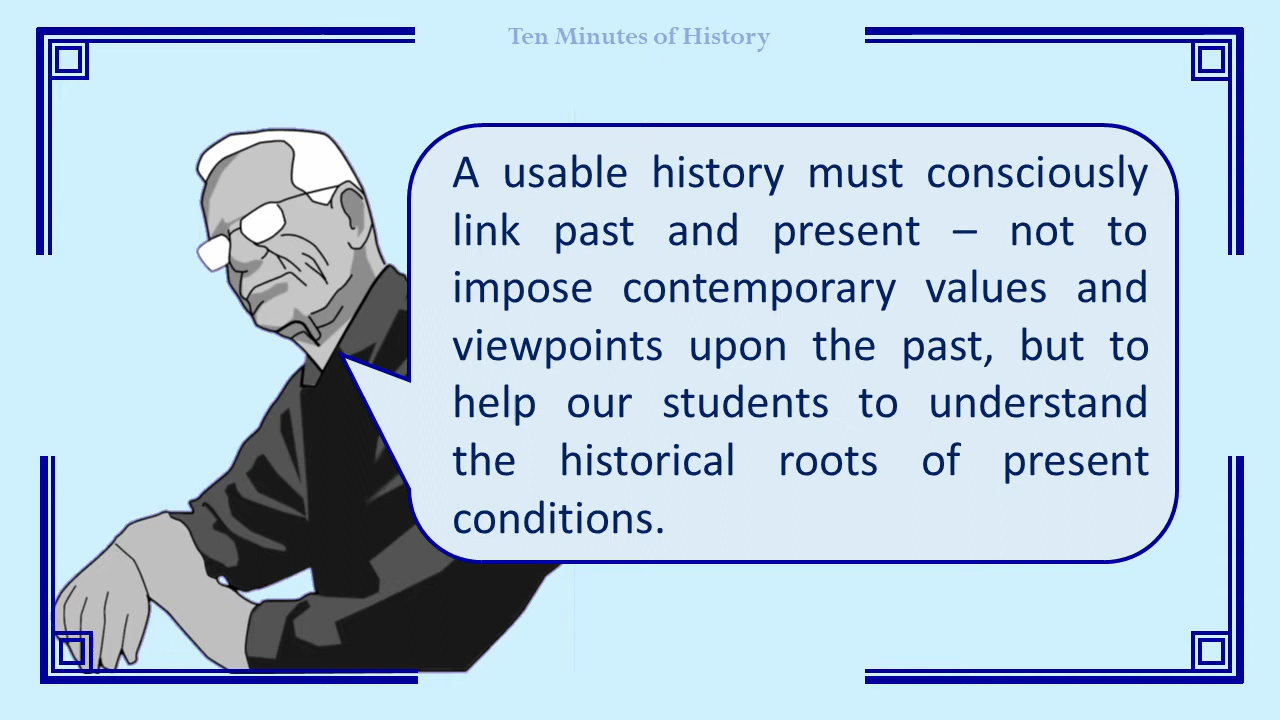 Ten Minutes of History
A usable history must consciously
link past and present – not to
impose contemporary values and
viewpoints upon the past, but to
help our students to understand
the historical roots of present
conditions.